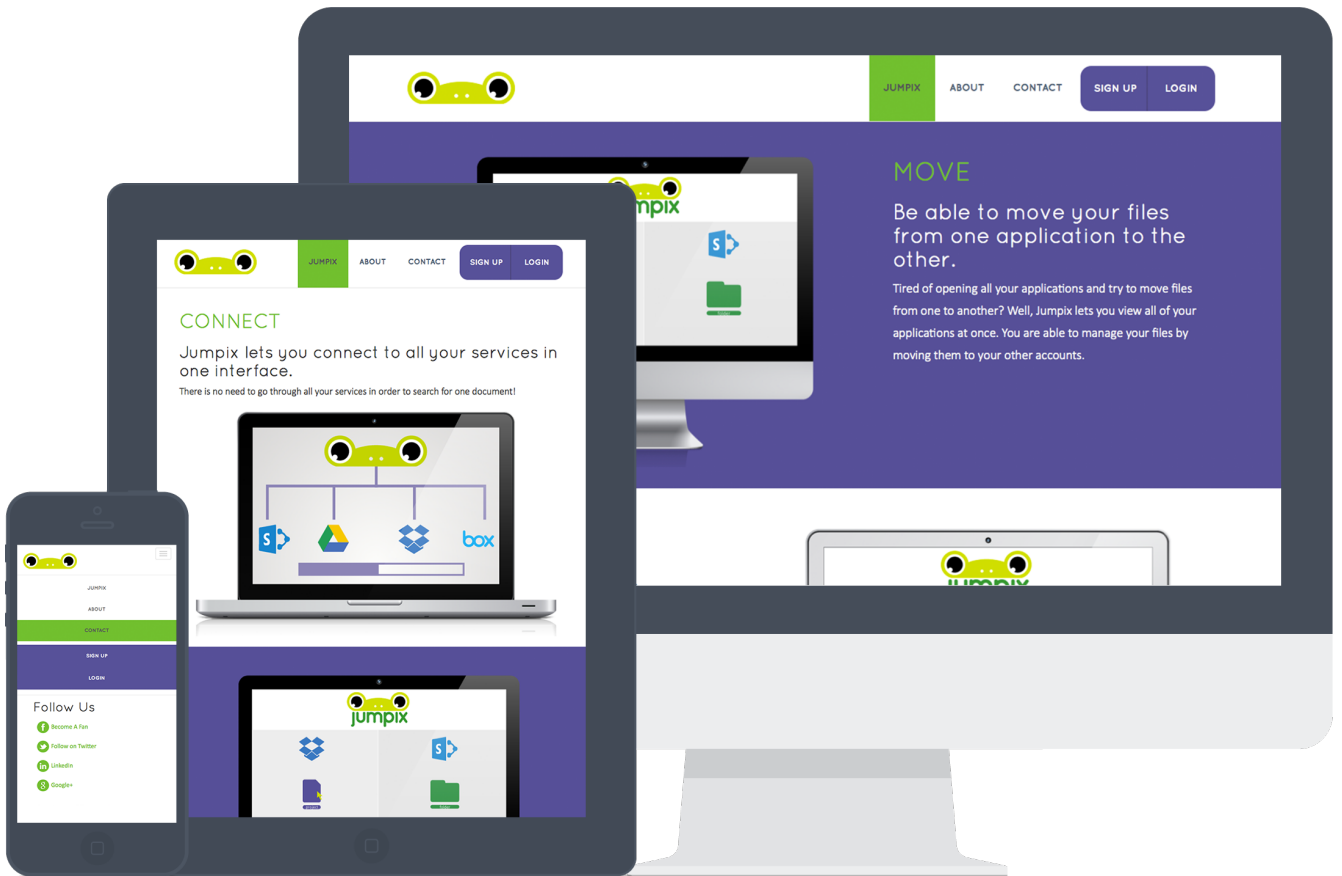 JUMPIX
ABOUT
CONTACT
SIGN UP
LOGIN
MOVE
Be able to move your files
from one application to the
other.
Tired of opening all your applications and try to move files
from one to another? Well, Jumpix lets you view all of your
applications at once. You are able to manage your files by
moving them to your other accounts.
mpix
S
jumpix
JUMPIX
ABOUT
CONTACT
SIGN UP
LOGIN
CONNECT
Jumpix lets you connect to all your services in
one interface.
There is no need to go through all your services in order to search for one document!
S
box
jumpix
S
JUMPIX
ABOUT
CONTACT
SIGN UP
LOGIN
Follow Us
Become A Fan
Follow on Twitter
Linkedin
Google+